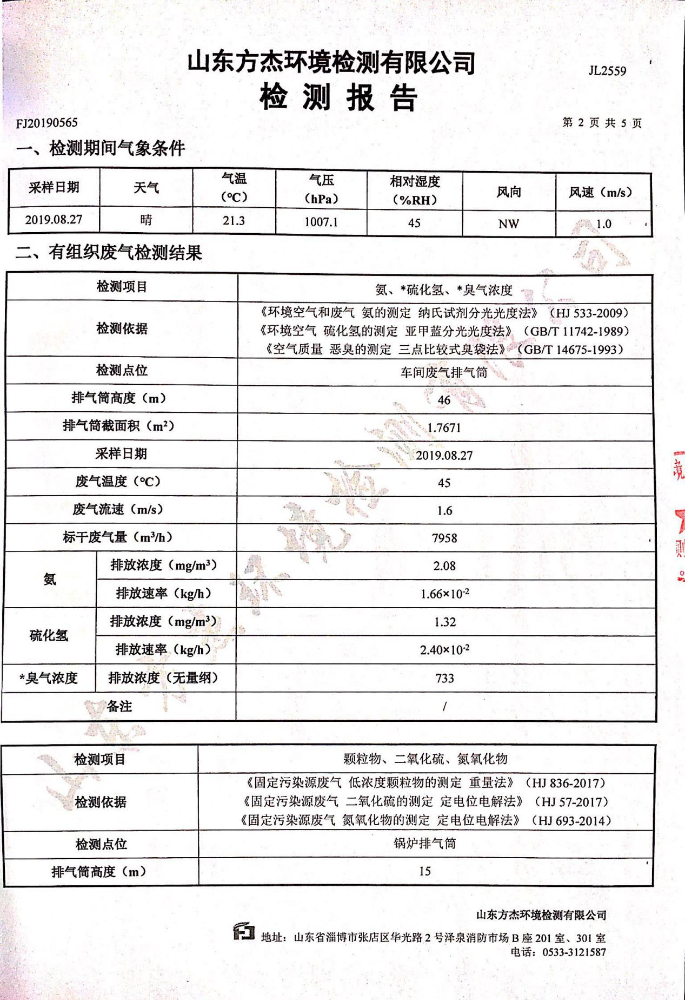 山东方杰环境检测有限公司
JL2559
检测报告
FJ20190565
第 2 页 共 5 页
一、检测期间气象条件
采样日期 天气 气温（℃） 气压（hPa） 相对湿度（%RH） 风向 风速（m/s）
2019.08.27 晴 21.3 1007.1 45 NW 1.0
二、有组织废气检测结果
检测项目 氨、*硫化氢、*臭气浓度
检测依据
《环境空气和废气 氨的测定 纳氏试剂分光光度法》（HJ 533-2009）
《环境空气 硫化氢的测定 亚甲蓝分光光度法》（GB/T 11742-1989）
《空气质量 恶臭的测定 三点比较式臭袋法》（GB/T 14675-1993）
检测点位 车间废气排气筒
排气筒高度（m） 46
排气筒截面积（m²） 1.7671
采样日期 2019.08.27
废气温度（℃） 45
废气流速（m/s） 1.6
标干废气量（m³/h） 7958
氨 排放浓度（mg/m³） 2.08
排放速率（kg/h） 1.66×10⁻²
硫化氢 排放浓度（mg/m³） 1.32
排放速率（kg/h） 2.40×10⁻²
*臭气浓度 排放浓度（无量纲） 733
备注 /
检测项目 颗粒物、二氧化硫、氮氧化物
检测依据
《固定污染源废气 低浓度颗粒物的测定 重量法》（HJ 836-2017）
《固定污染源废气 二氧化硫的测定 定电位电解法》（HJ 57-2017）
《固定污染源废气 氮氧化物的测定 定电位电解法》（HJ 693-2014）
检测点位 锅炉排气筒
排气筒高度（m） 15
山东方杰环境检测有限公司
地址：山东省淄博市张店区华光路 2 号泽泉消防市场 B 座 201 室、301 室
电话：0533-3121587